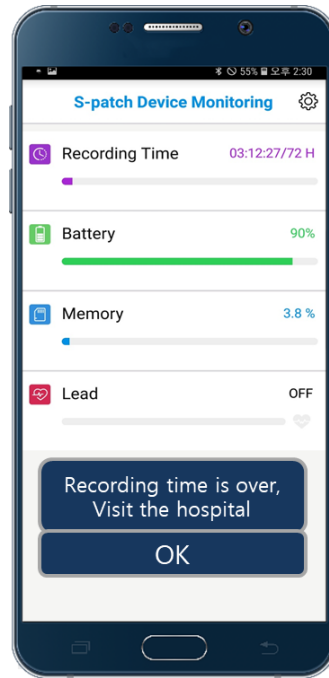 55% 오후 2:30
S-patch Device Monitoring
Recording Time 03:12:27/72 H
Battery 90%
Memory 3.8 %
Lead OFF
Recording time is over,
Visit the hospital
OK